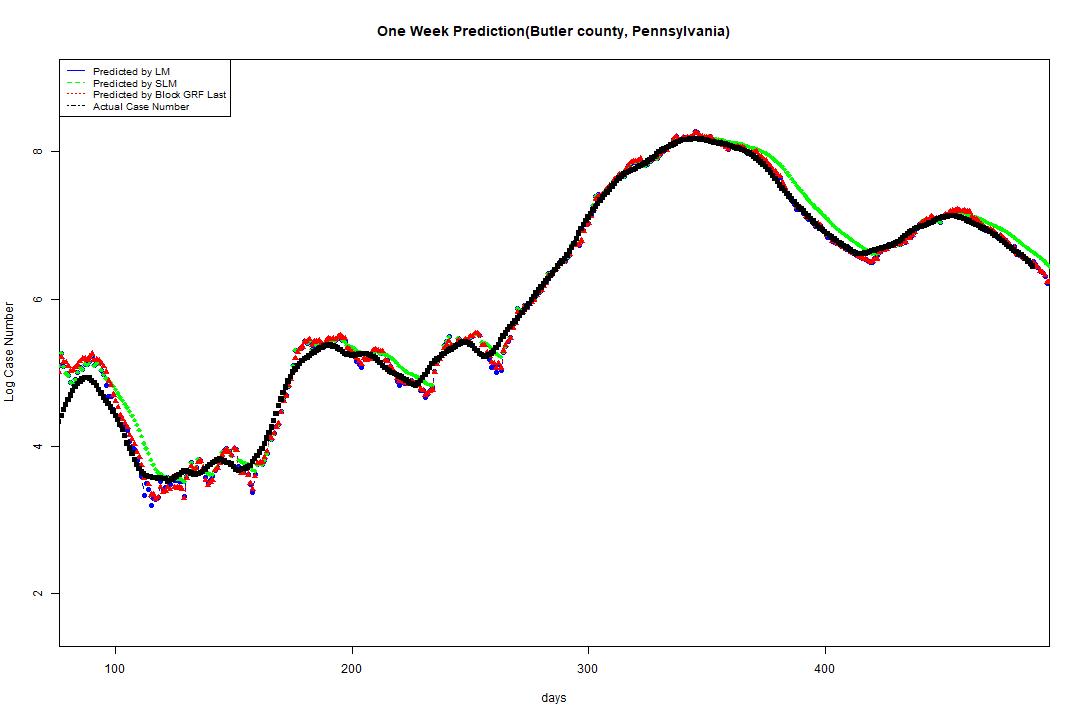 One Week Prediction(Butler county, Pennsylvania)
Predicted by LM
Predicted by SLM
Predicted by Block GRF Last
Actual Case Number
8
6
4
2
Log Case Number
100
200
300
400
days